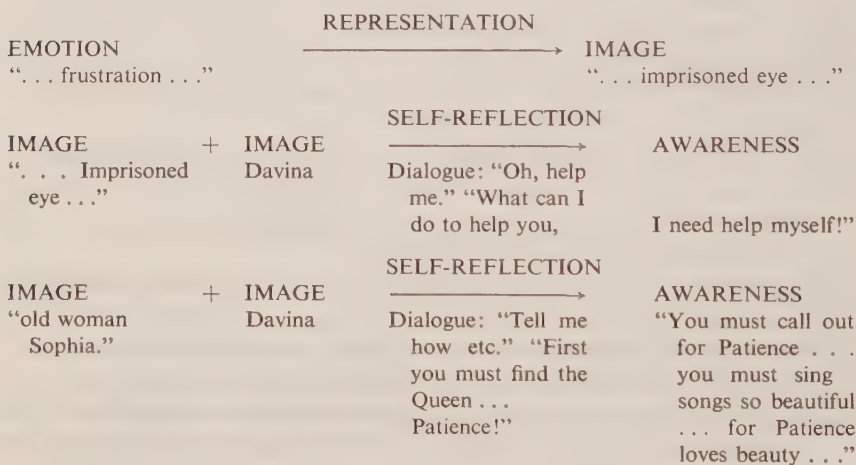 REPRESENTATION
EMOTION → IMAGE
“. . . frustration . . .” “. . . imprisoned eye . . .”
SELF-REFLECTION
IMAGE + IMAGE → AWARENESS
“. . . Imprisoned Davina Dialogue: “Oh, help
eye . . .” me.” “What can I
do to help you, I need help myself!”
SELF-REFLECTION
IMAGE + IMAGE → AWARENESS
“old woman Davina Dialogue: “Tell me “You must call out
Sophia.” how etc.” “First for Patience . . .
you must find the you must sing
Queen . . . songs so beautiful
Patience!” . . . for Patience
loves beauty . . .”